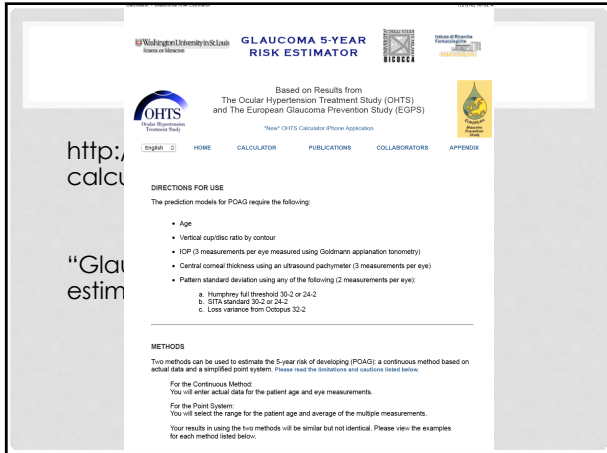 Washington University in St. Louis
SCHOOL OF MEDICINE
GLAUCOMA 5-YEAR
RISK ESTIMATOR
BICOCCA
Istituto di Ricerche
Farmacologiche
OHTS
Ocular Hypertension
Treatment Study
Based on Results from
The Ocular Hypertension Treatment Study (OHTS)
and The European Glaucoma Prevention Study (EGPS)
*New* OHTS Calculator iPhone Application
EUROPEAN
Glaucoma
Prevention
Study
English
HOME
CALCULATOR
PUBLICATIONS
COLLABORATORS
APPENDIX
http:/
calcu
"Glau
estim
DIRECTIONS FOR USE
The prediction models for POAG require the following:
• Age
• Vertical cup/disc ratio by contour
• IOP (3 measurements per eye measured using Goldmann applanation tonometry)
• Central corneal thickness using an ultrasound pachymeter (3 measurements per eye)
• Pattern standard deviation using any of the following (2 measurements per eye):
a. Humphrey full threshold 30-2 or 24-2
b. SITA standard 30-2 or 24-2
c. Loss variance from Octopus 32-2
METHODS
Two methods can be used to estimate the 5-year risk of developing (POAG): a continuous method based on
actual data and a simplified point system. Please read the limitations and cautions listed below.
For the Continuous Method:
You will enter actual data for the patient age and eye measurements.
For the Point System:
You will select the range for the patient age and average of the multiple measurements.
Your results in using the two methods will be similar but not identical. Please view the examples
for each method listed below.